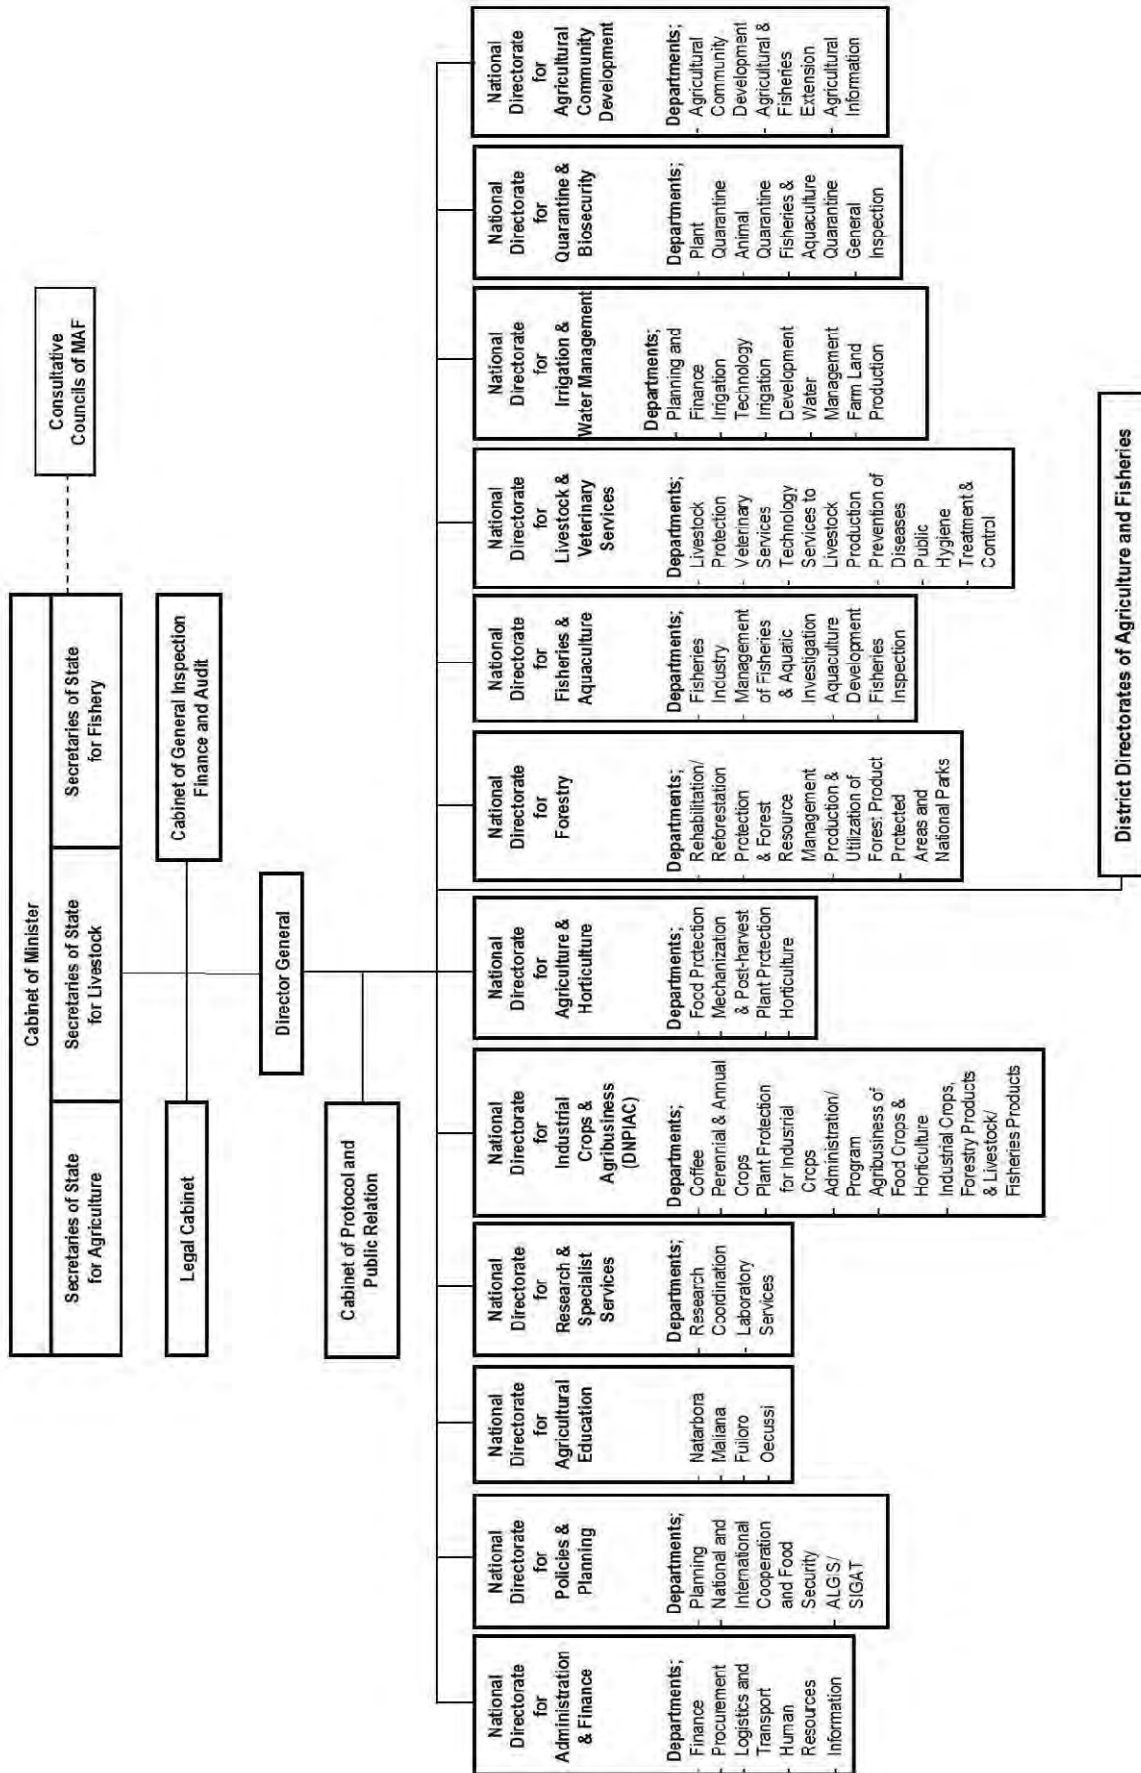 Cabinet of Minister
Secretaries of State
for Agriculture
Secretaries of State
for Livestock
Secretaries of State
for Fishery
Consultative
Councils of MAF
Legal Cabinet
Cabinet of General Inspection
Finance and Audit
Director General
Cabinet of Protocol and
Public Relation
National
Directorate
for
Administration
& Finance
Departments;
- Finance
- Procurement
- Logistics and
Transport
- Human
Resources
- Information
National
Directorate
for
Policies &
Planning
Departments;
- Planning
- National and
International
Cooperation
and Food
Security
- ALGIS/
SIGAT
National
Directorate
for
Agricultural
Education
- Natarbora
- Maliana
- Fuiloro
- Oecussi
National
Directorate
for
Research &
Specialist
Services
Departments;
- Research
Coordination
- Laboratory
Services
National
Directorate
for
Industrial
Crops &
Agribusiness
(DNPIAC)
Departments;
- Coffee
- Perennial & Annual
Crops
- Plant Protection
for Industrial
Crops
- Administration/
Program
- Agribusiness of
Food Crops &
Horticulture
- Industrial Crops,
Forestry Products
& Livestock/
Fisheries Products
National
Directorate
for
Agriculture &
Horticulture
Departments;
- Food Protection
- Mechanization
& Post-harvest
- Plant Protection
- Horticulture
National
Directorate
for
Forestry
Departments;
- Rehabilitation/
Reforestation
- Protection
& Forest
Resource
Management
- Production &
Utilization of
Forest Product
- Protected
Areas and
National Parks
National
Directorate
for
Fisheries &
Aquaculture
Departments;
- Fisheries
Industry
- Management
of Fisheries
& Aquatic
Investigation
- Aquaculture
Development
- Fisheries
Inspection
National
Directorate
for
Livestock &
Veterinary
Services
Departments;
- Livestock
Protection
- Veterinary
Services
- Technology
Services to
Livestock
Production
- Prevention of
Diseases
- Public
Hygiene
Treatment &
Control
National
Directorate
for
Irrigation &
Water Management
Departments;
- Planning and
Finance
- Irrigation
Technology
- Irrigation
Development
- Water
Management
- Farm Land
Production
National
Directorate
for
Quarantine &
Biosecurity
Departments;
- Plant
Quarantine
- Animal
Quarantine
- Fisheries &
Aquaculture
Quarantine
- General
Inspection
National
Directorate
for
Agricultural
Community
Development
Departments;
- Agricultural
Community
Development
- Agricultural &
Fisheries
Extension
- Agricultural
Information
District Directorates of Agriculture and Fisheries